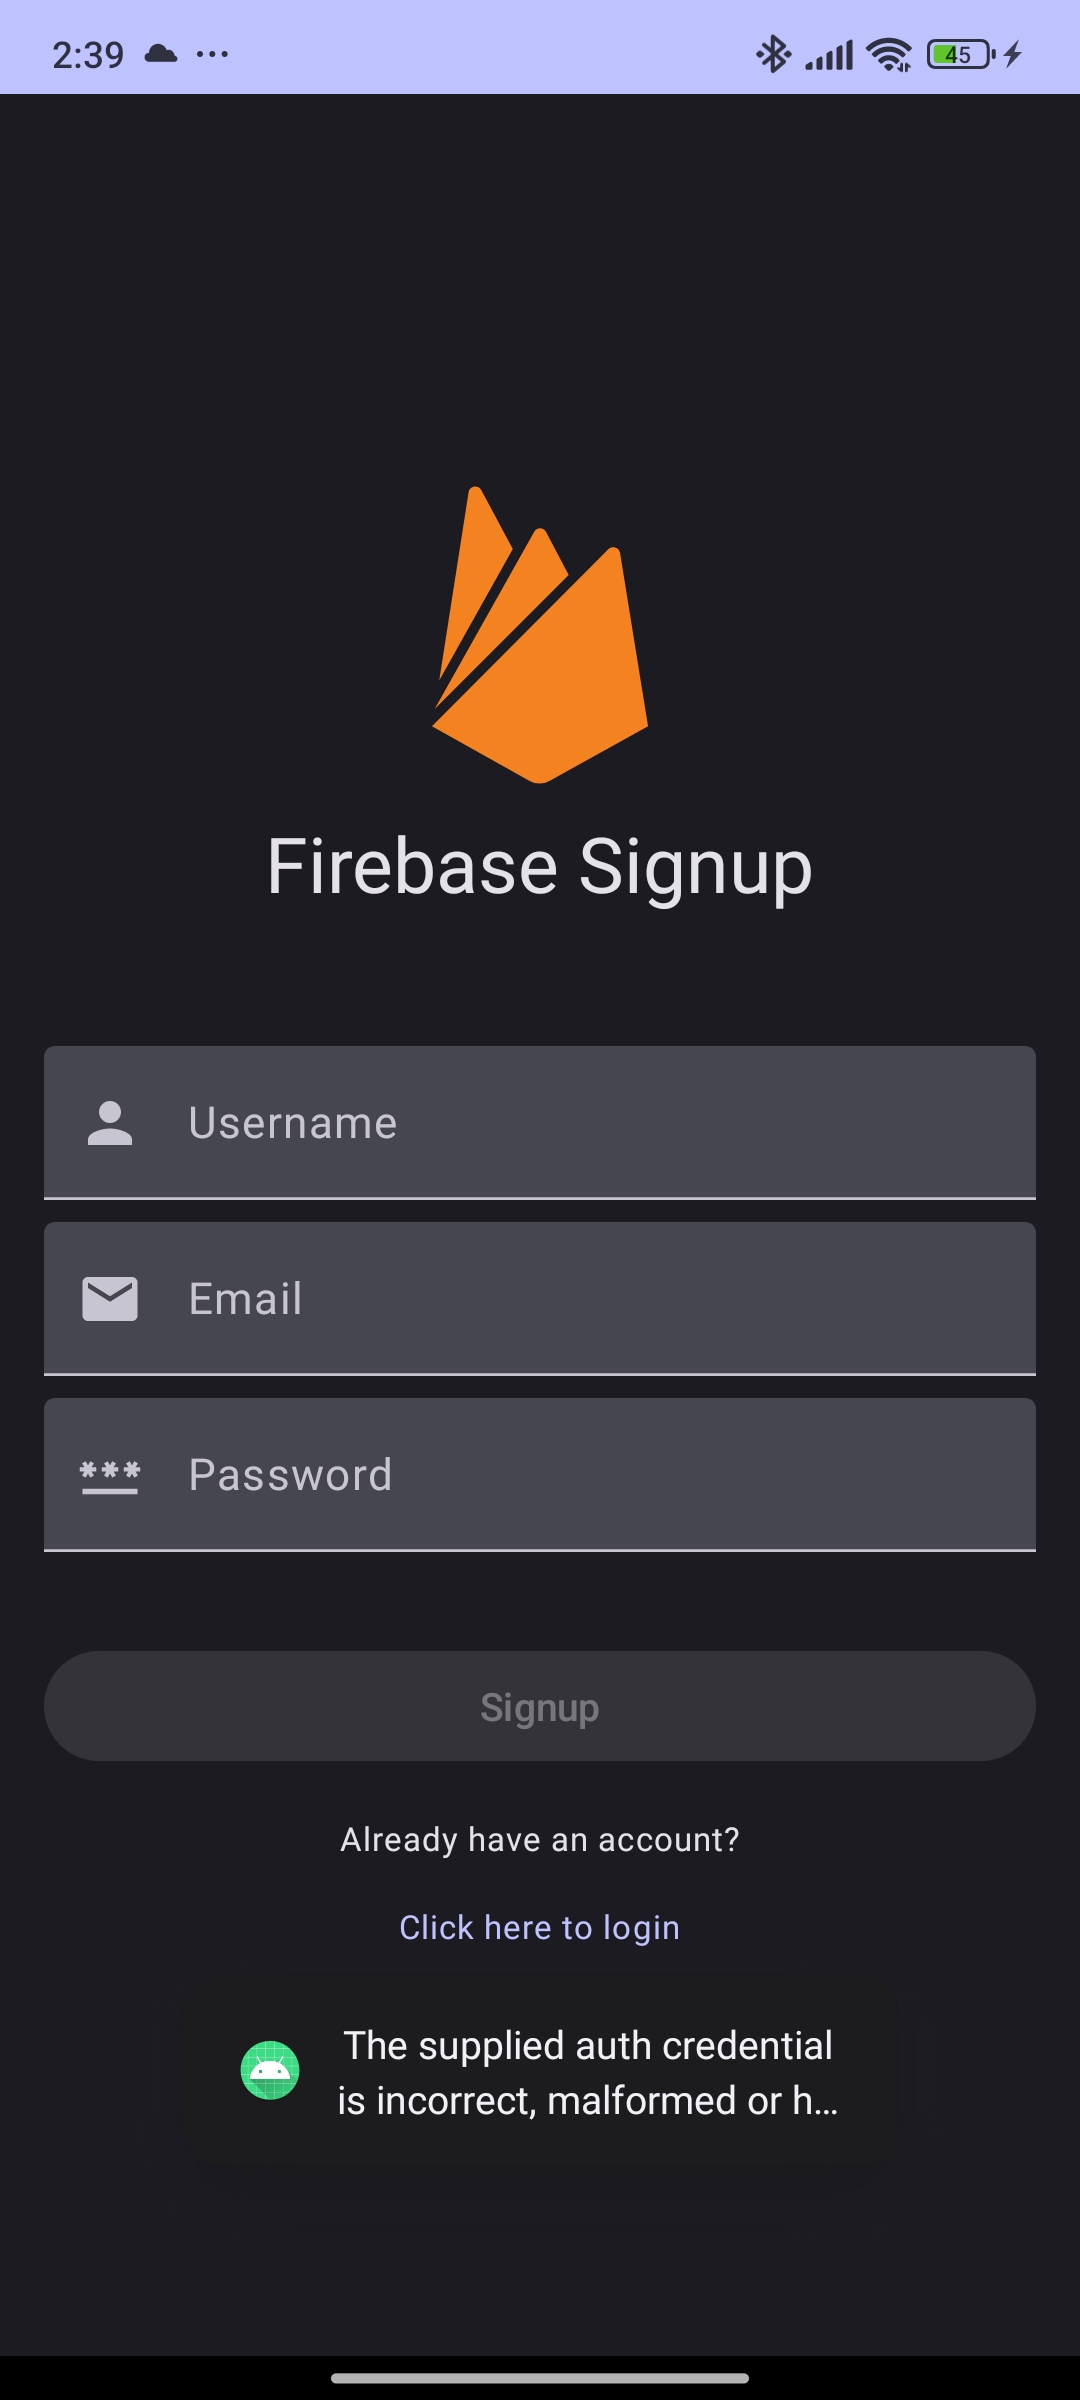 2:39
45
Firebase Signup
Username
Email
Password
Signup
Already have an account?
Click here to login
The supplied auth credential
is incorrect, malformed or h...